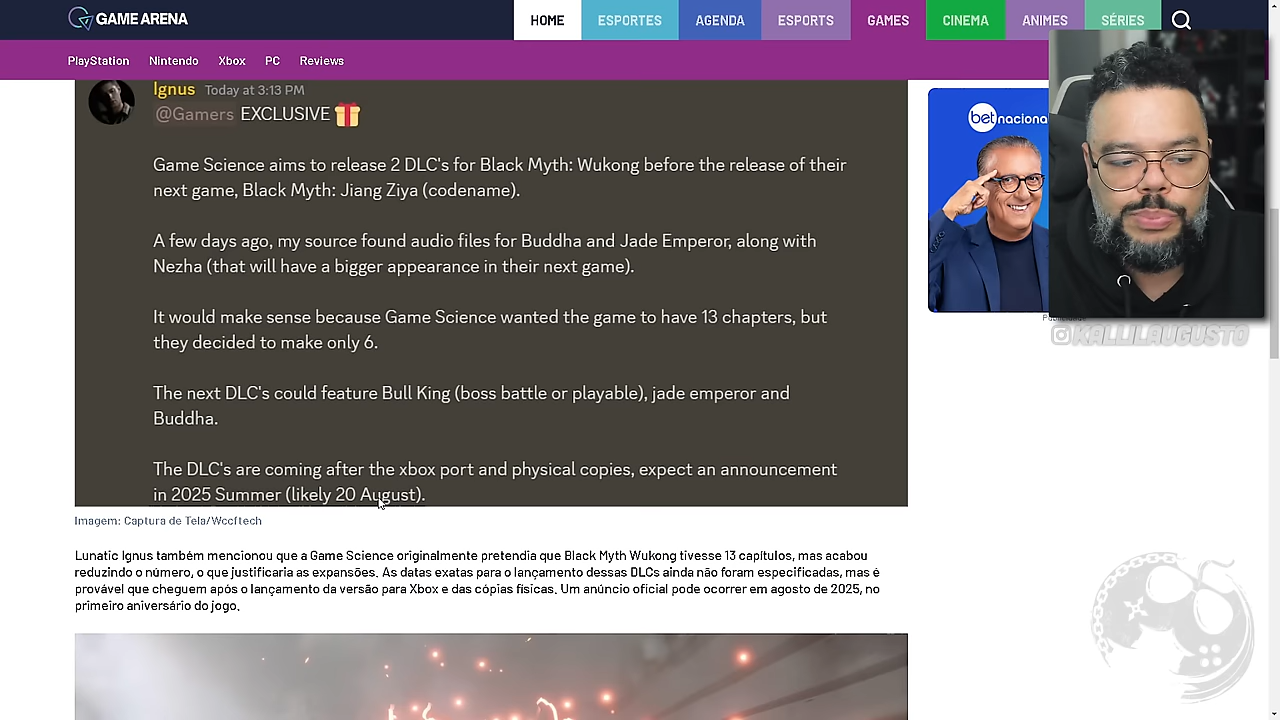 GAME ARENA
HOME
ESPORTES
AGENDA
ESPORTS
GAMES
CINEMA
ANIMES
SÉRIES
PlayStation
Nintendo
Xbox
PC
Reviews
Ignus Today at 3:13 PM
@Gamers EXCLUSIVE
Game Science aims to release 2 DLC's for Black Myth: Wukong before the release of their
next game, Black Myth: Jiang Ziya (codename).
A few days ago, my source found audio files for Buddha and Jade Emperor, along with
Nezha (that will have a bigger appearance in their next game).
It would make sense because Game Science wanted the game to have 13 chapters, but
they decided to make only 6.
The next DLC's could feature Bull King (boss battle or playable), jade emperor and
Buddha.
The DLC's are coming after the xbox port and physical copies, expect an announcement
in 2025 Summer (likely 20 August).
betnaciona
KALLILAUGUSTO
Imagem: Captura de Tela/Wccftech
Lunatic Ignus também mencionou que a Game Science originalmente pretendia que Black Myth Wukong tivesse 13 capítulos, mas acabou
reduzindo o número, o que justificaria as expansões. As datas exatas para o lançamento dessas DLCs ainda não foram especificadas, mas é
provável que cheguem após o lançamento da versão para Xbox e das cópias físicas. Um anúncio oficial pode ocorrer em agosto de 2025, no
primeiro aniversário do jogo.